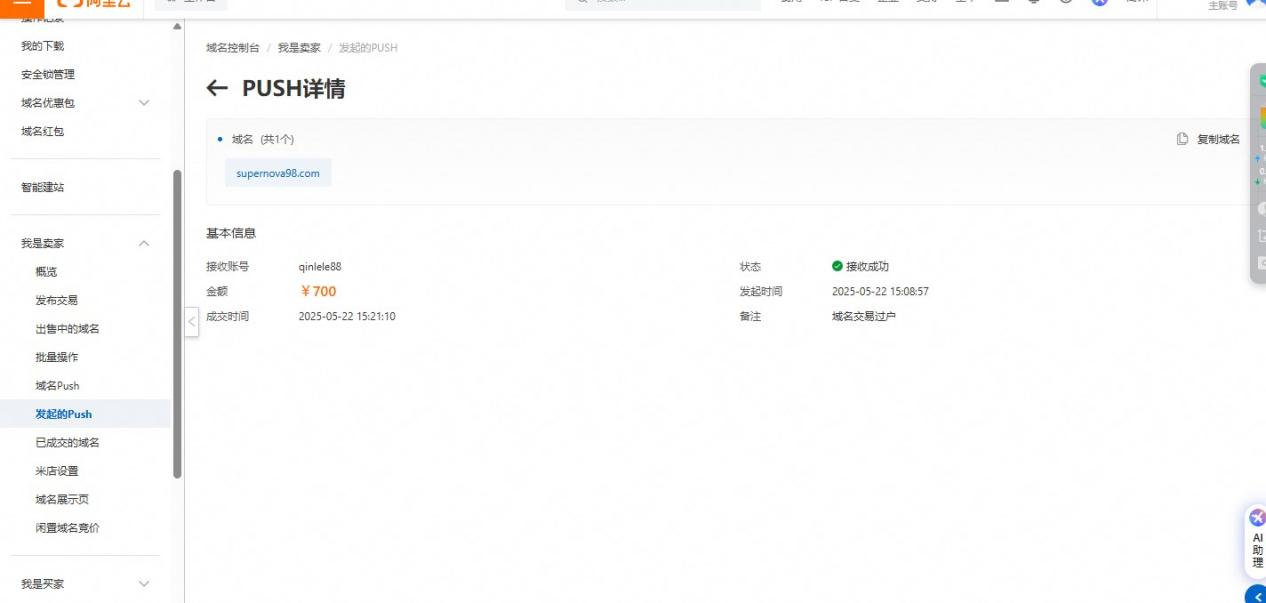 阿里云
主账号
操作记录
我的下载
安全锁管理
域名优惠包
域名红包
智能建站
我是卖家
概览
发布交易
出售中的域名
批量操作
域名Push
发起的Push
已成交的域名
米店设置
域名展示页
闲置域名竞价
我是买家
域名控制台 / 我是卖家 / 发起的PUSH
← PUSH详情
域名 (共1个)
复制域名
supernova98.com
基本信息
接收账号 qinlele88 状态 接收成功
金额 ￥700 发起时间 2025-05-22 15:08:57
成交时间 2025-05-22 15:21:10 备注 域名交易过户
AI
助
理